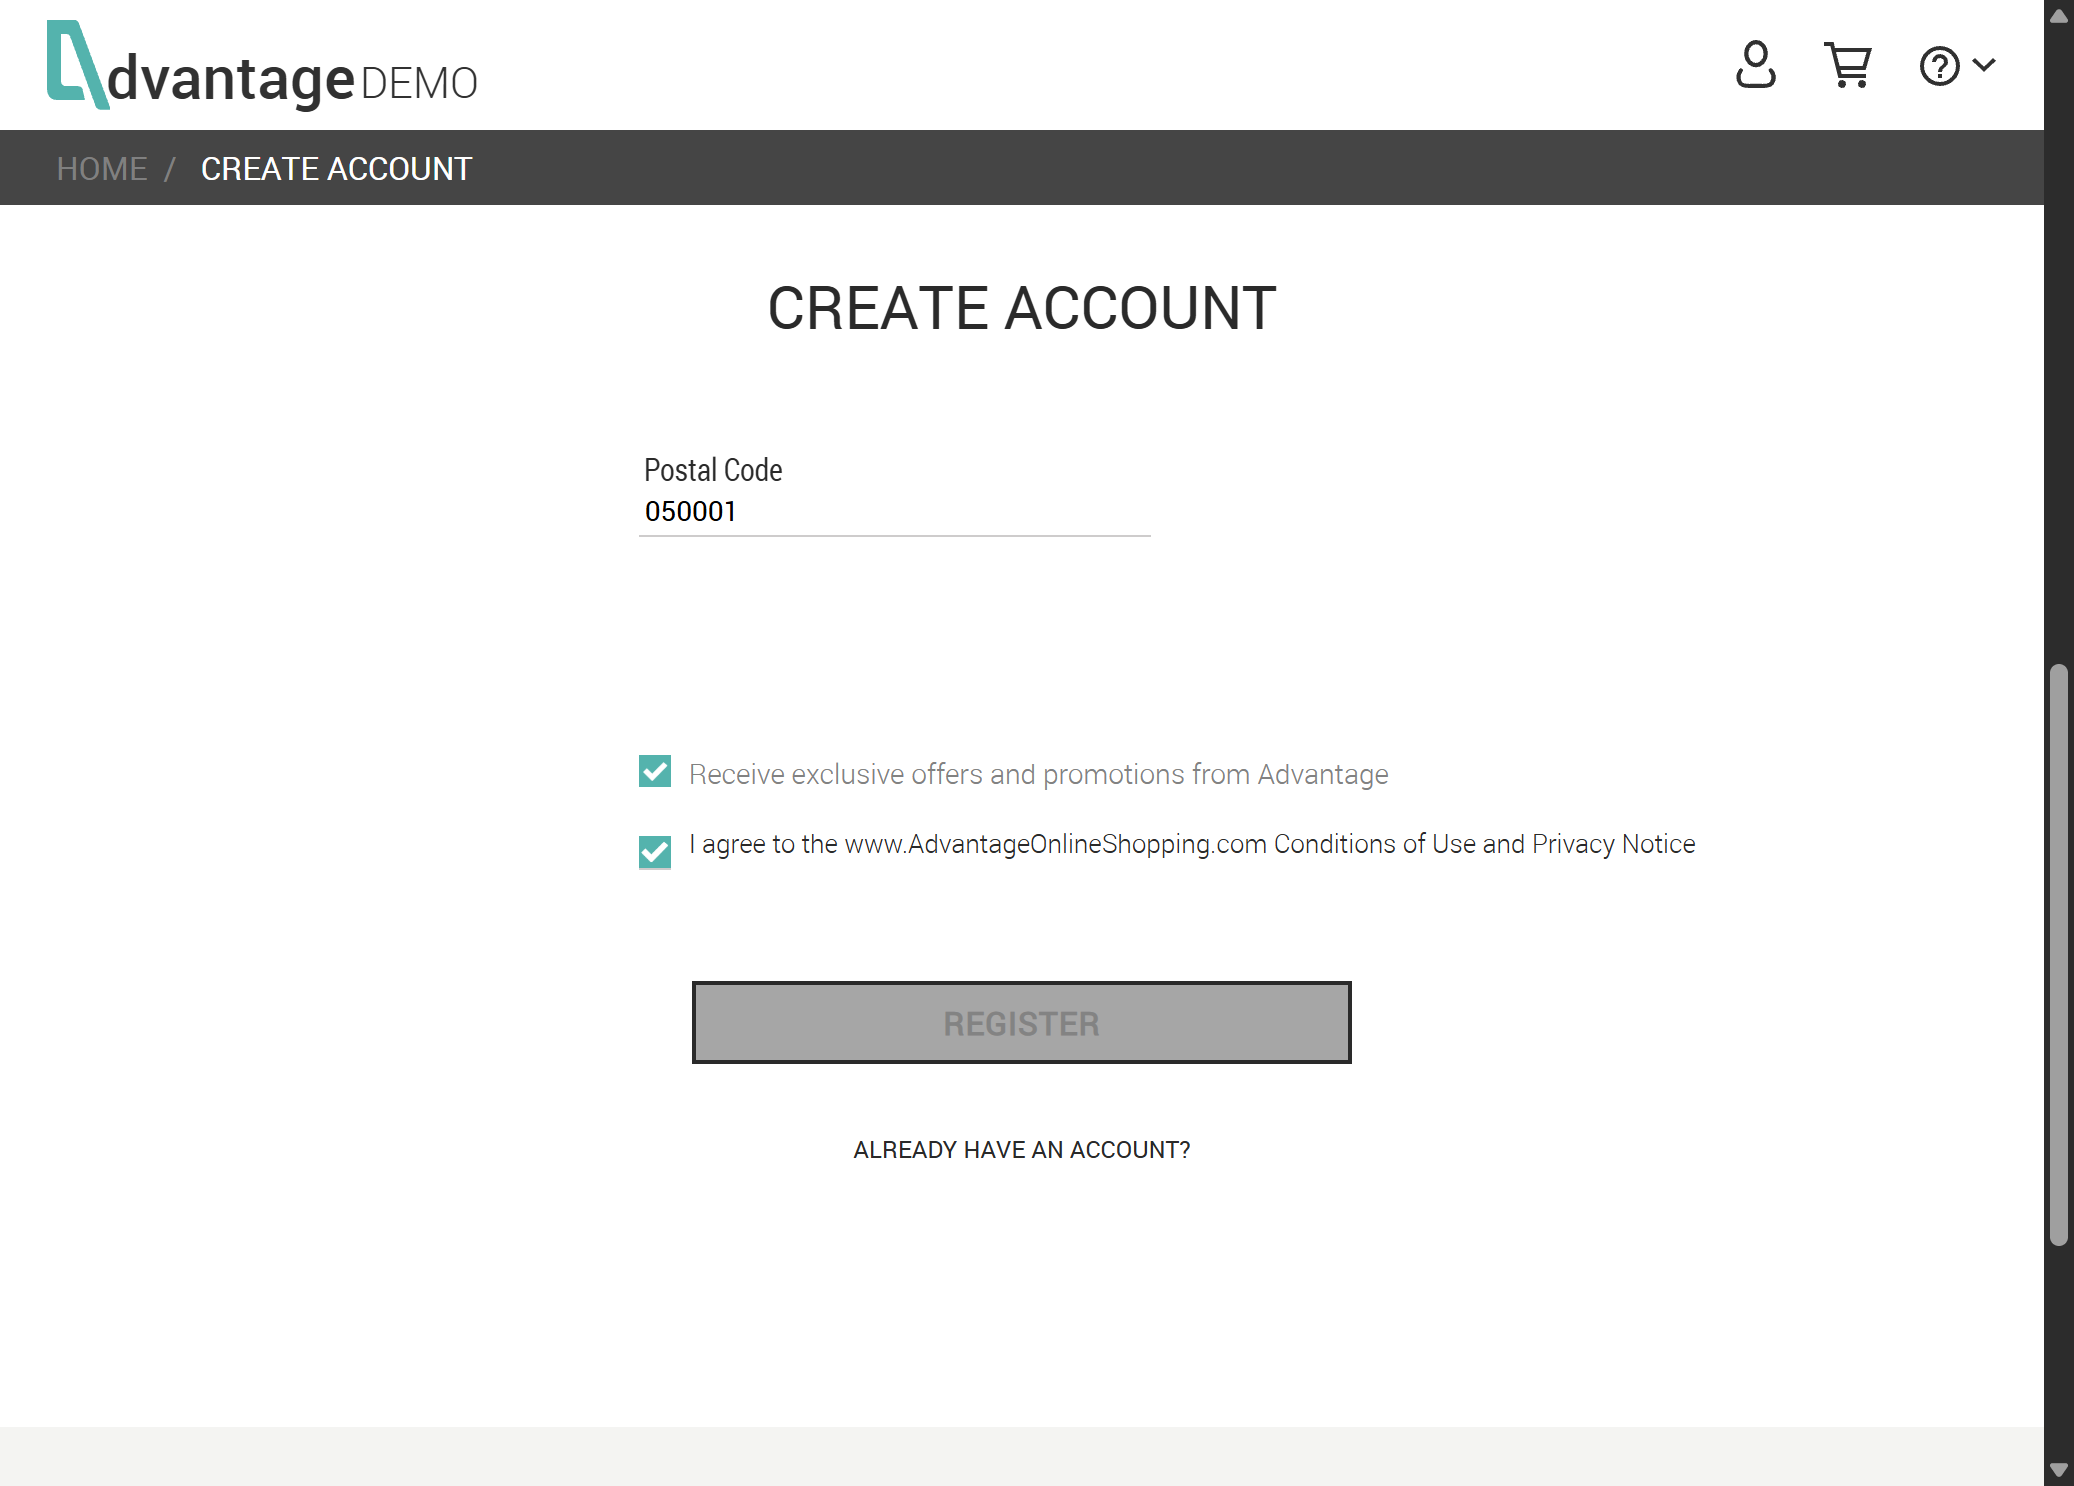 dvantage DEMO
HOME / CREATE ACCOUNT
CREATE ACCOUNT
Postal Code
050001
Receive exclusive offers and promotions from Advantage
I agree to the www.AdvantageOnlineShopping.com Conditions of Use and Privacy Notice
REGISTER
ALREADY HAVE AN ACCOUNT?